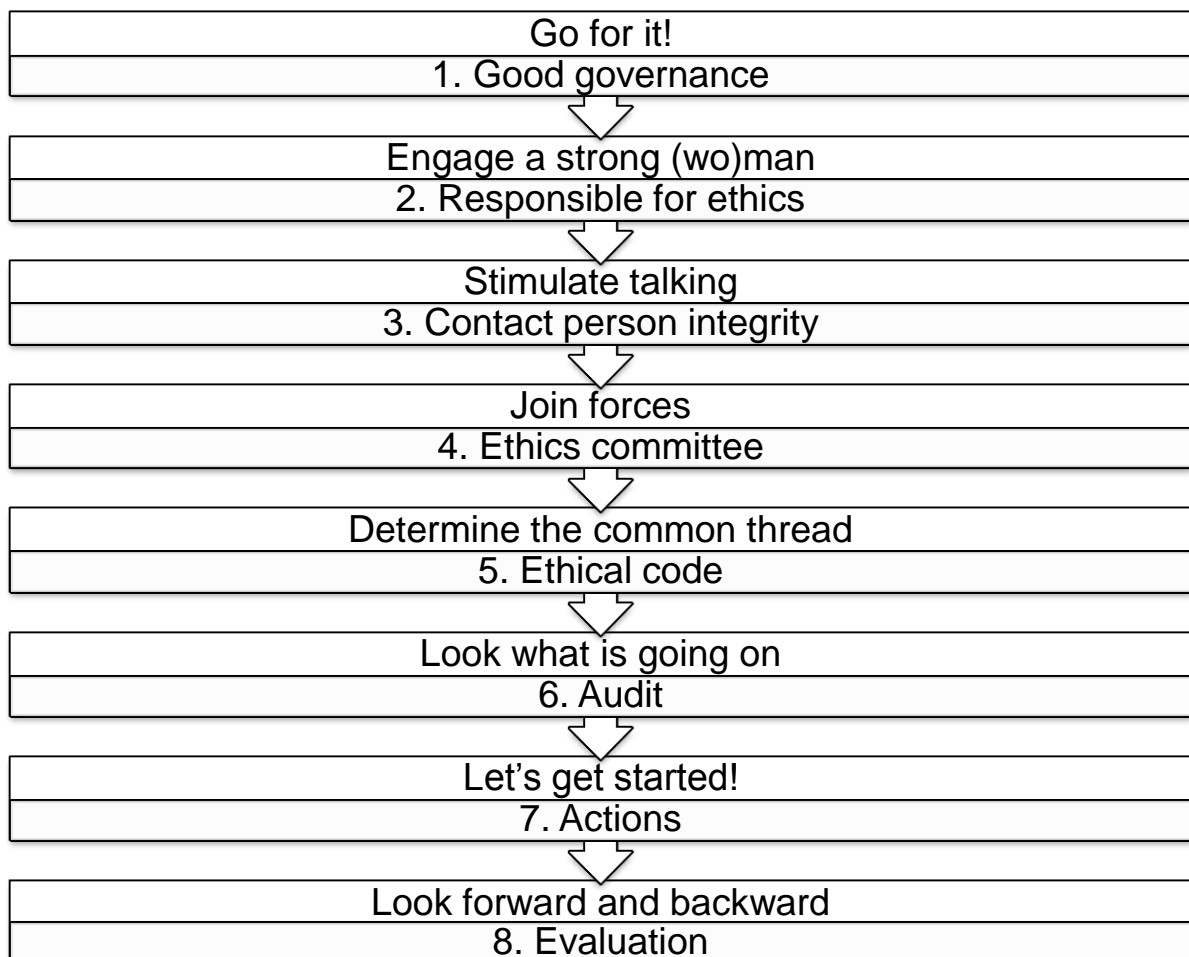 Go for it!
1. Good governance
Engage a strong (wo)man
2. Responsible for ethics
Stimulate talking
3. Contact person integrity
Join forces
4. Ethics committee
Determine the common thread
5. Ethical code
Look what is going on
6. Audit
Let’s get started!
7. Actions
Look forward and backward
8. Evaluation